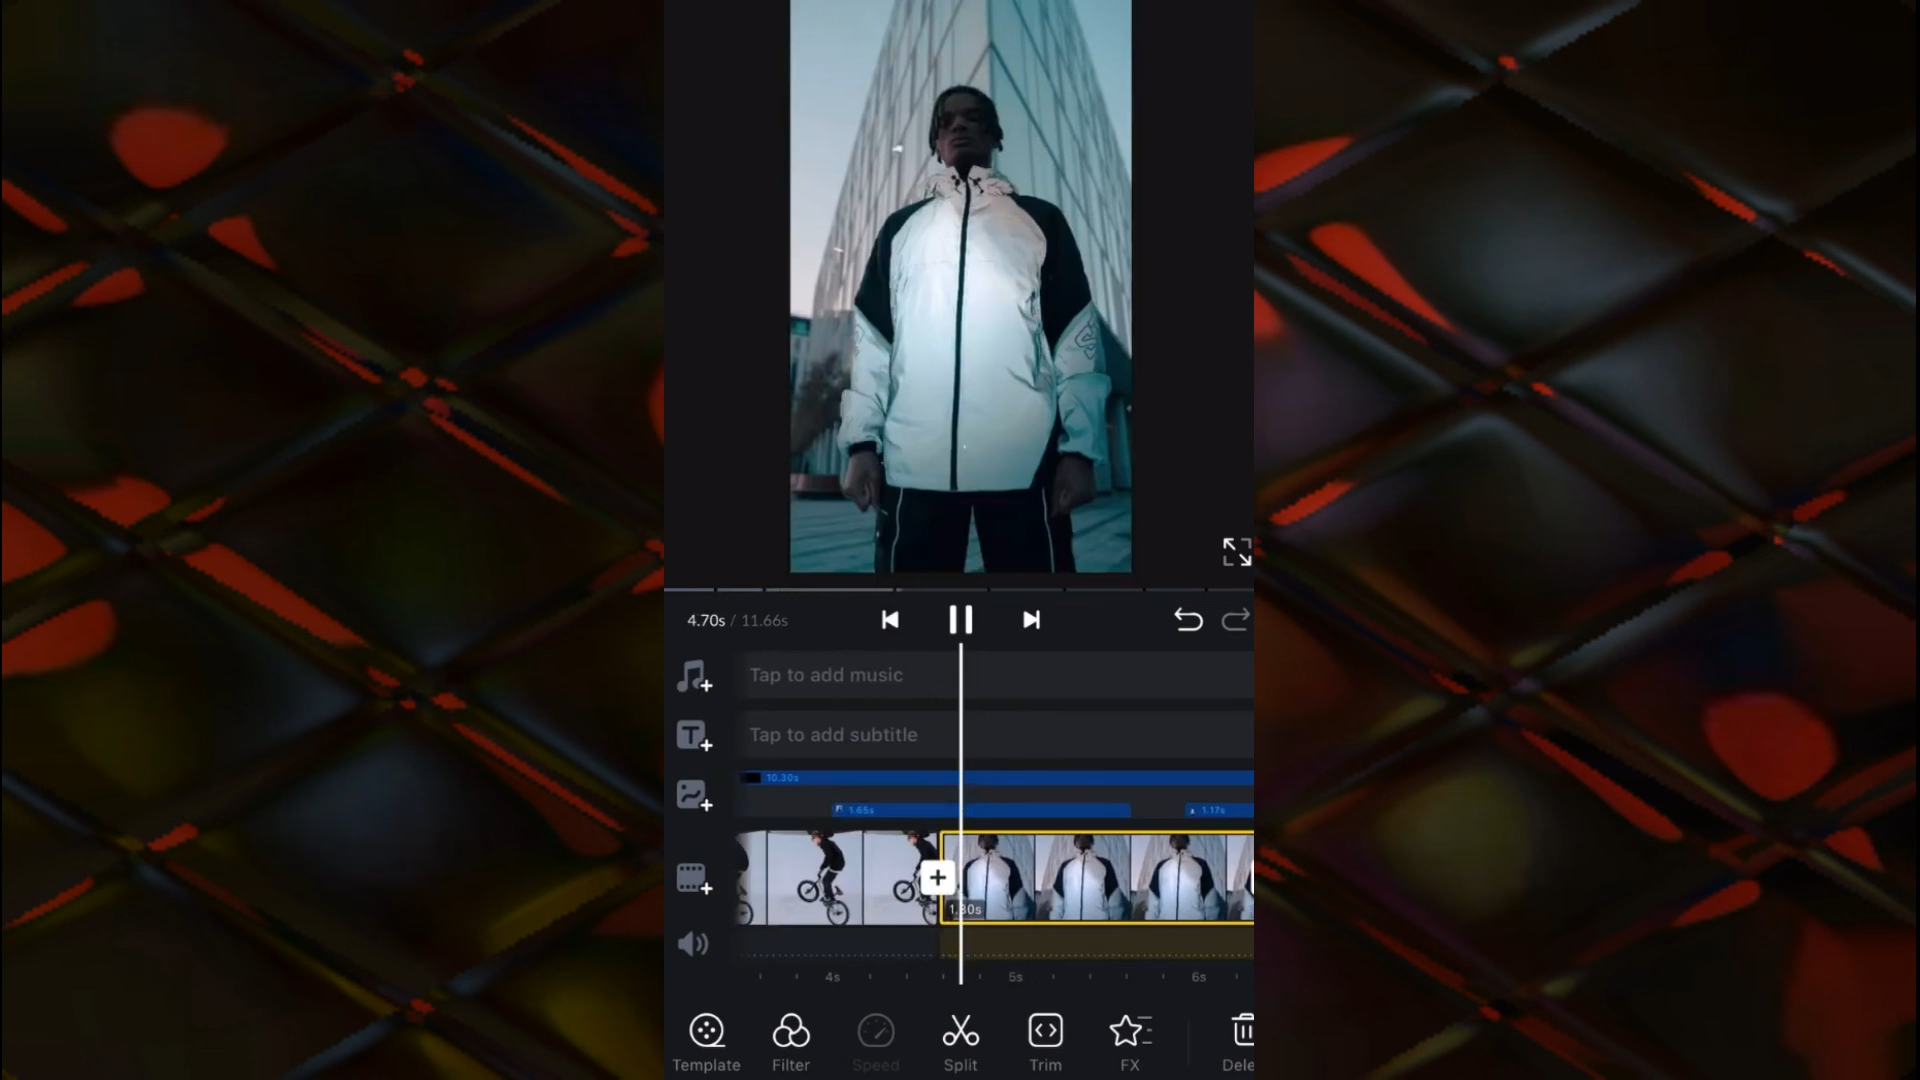 4.70s / 11.66s
Tap to add music
Tap to add subtitle
10.30s
1.65s
1.17s
4s
5s
6s
Template
Filter
Speed
Split
Trim
FX
Dele